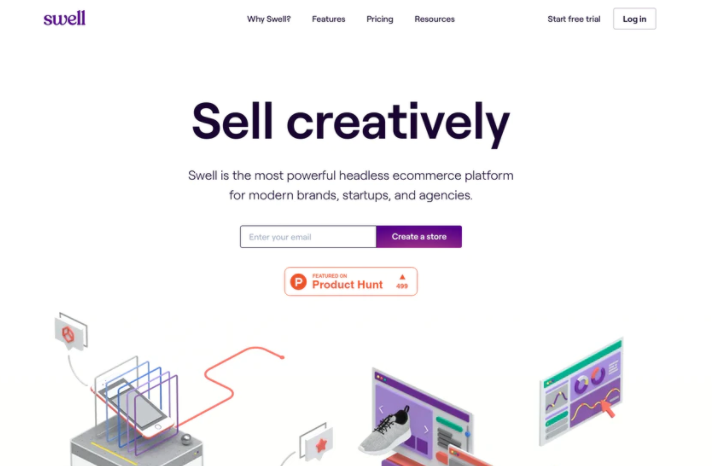 swell
Why Swell? Features Pricing Resources Start free trial Log in
Sell creatively
Swell is the most powerful headless ecommerce platform
for modern brands, startups, and agencies.
Enter your email Create a store
FEATURED ON
Product Hunt
499